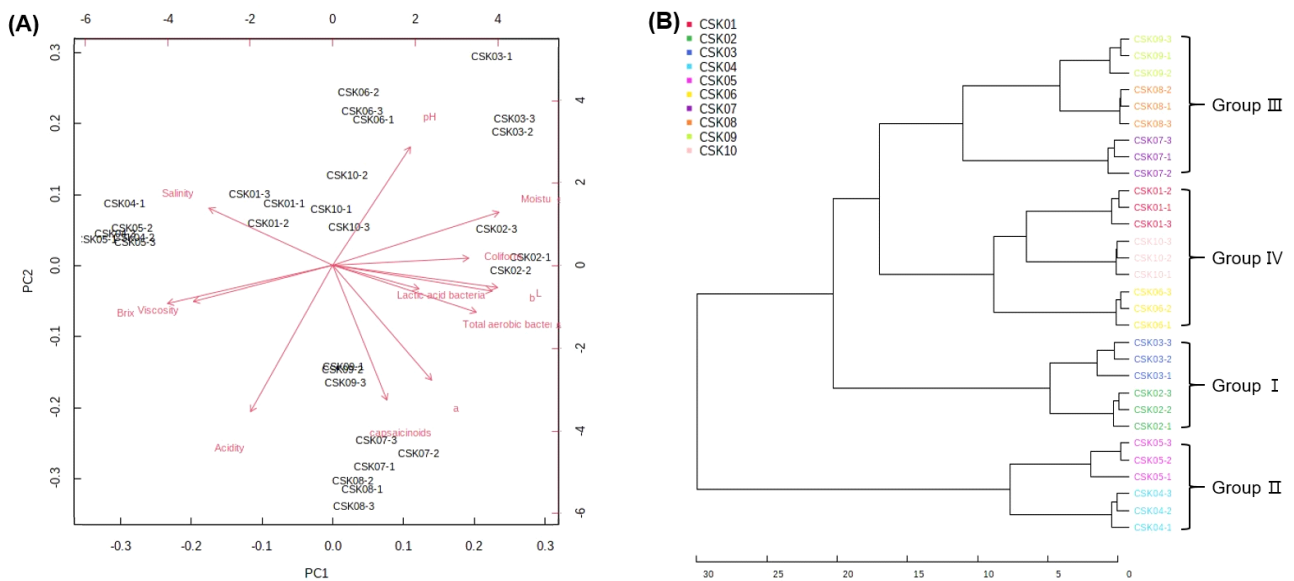 (A)
-6 -4 -2 0 2 4
0.3
0.2
0.1
0.0
-0.1
-0.2
-0.3
PC2
4
2
0
-2
-4
-6
CSK03-1
CSK06-2
CSK06-3
CSK06-1
pH
CSK03-3
CSK03-2
CSK10-2
Salinity
CSK01-3
Moistu
CSK04-1
CSK01-1
CSK10-1
CSK01-2
CSK10-3
CSK02-3
CSK05-2
CSK05-3
Colifo
CSK02-1
CSK02-2
Lactic acid bacteria
b
L
Brix
Viscosity
Total aerobic bacter
CSK09-1
CSK09-2
CSK09-3
a
capsaicinoids
CSK07-3
Acidity
CSK07-2
CSK07-1
CSK08-2
CSK08-1
CSK08-3
-0.3 -0.2 -0.1 0.0 0.1 0.2 0.3
PC1
(B)
CSK01
CSK02
CSK03
CSK04
CSK05
CSK06
CSK07
CSK08
CSK09
CSK10
CSK09-3
CSK09-1
CSK09-2
CSK08-2
CSK08-1
CSK08-3
CSK07-3
CSK07-1
CSK07-2
Group Ⅲ
CSK01-2
CSK01-1
CSK01-3
CSK10-3
CSK10-2
CSK10-1
CSK06-3
CSK06-2
CSK06-1
Group Ⅳ
CSK03-3
CSK03-2
CSK03-1
CSK02-3
CSK02-2
CSK02-1
Group Ⅰ
CSK05-3
CSK05-2
CSK05-1
CSK04-3
CSK04-2
CSK04-1
Group Ⅱ
30 25 20 15 10 5 0